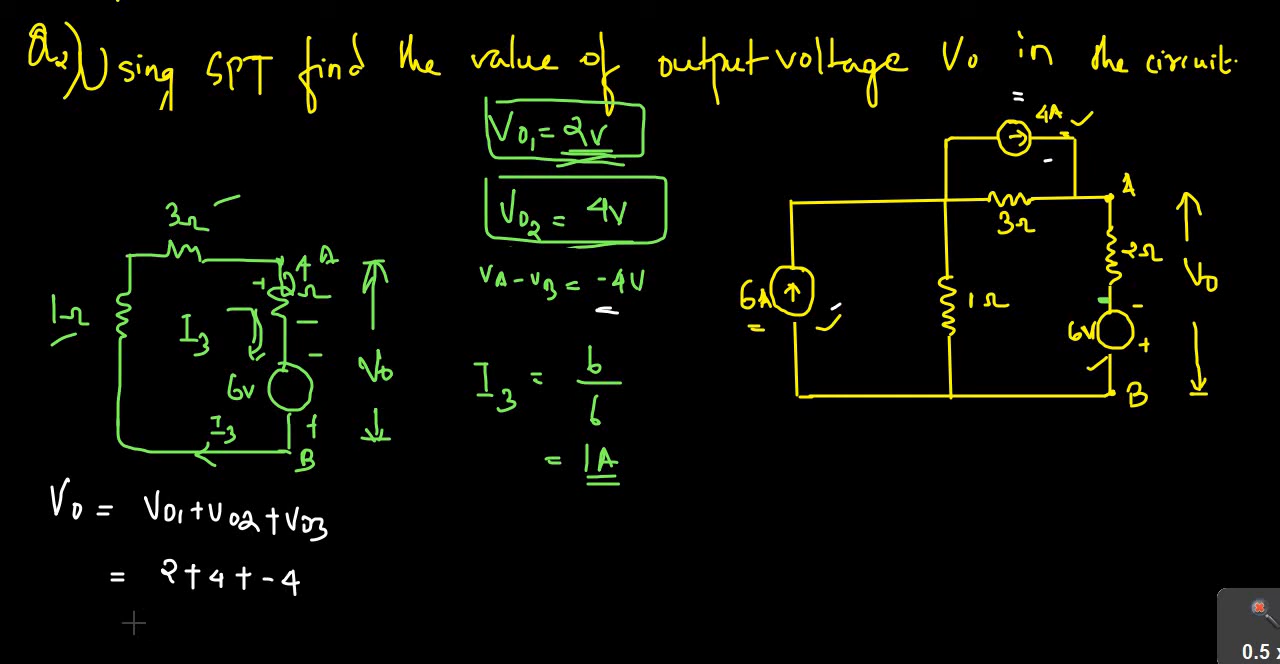 Q2) Using SPT find the value of output voltage V0 in the circuit.
V01 = 2v
V02 = 4V
VA - VB = -4V
I3 = 6/6
= 1A
3Ω
A
1Ω
Ω
I3
6v
-
-
+
+
V0
I3
B
4A
A
3Ω
2Ω
V0
6A
1Ω
6V
-
+
B
V0 = V01 + V02 + V03
= 2 + 4 + -4
0.5 x